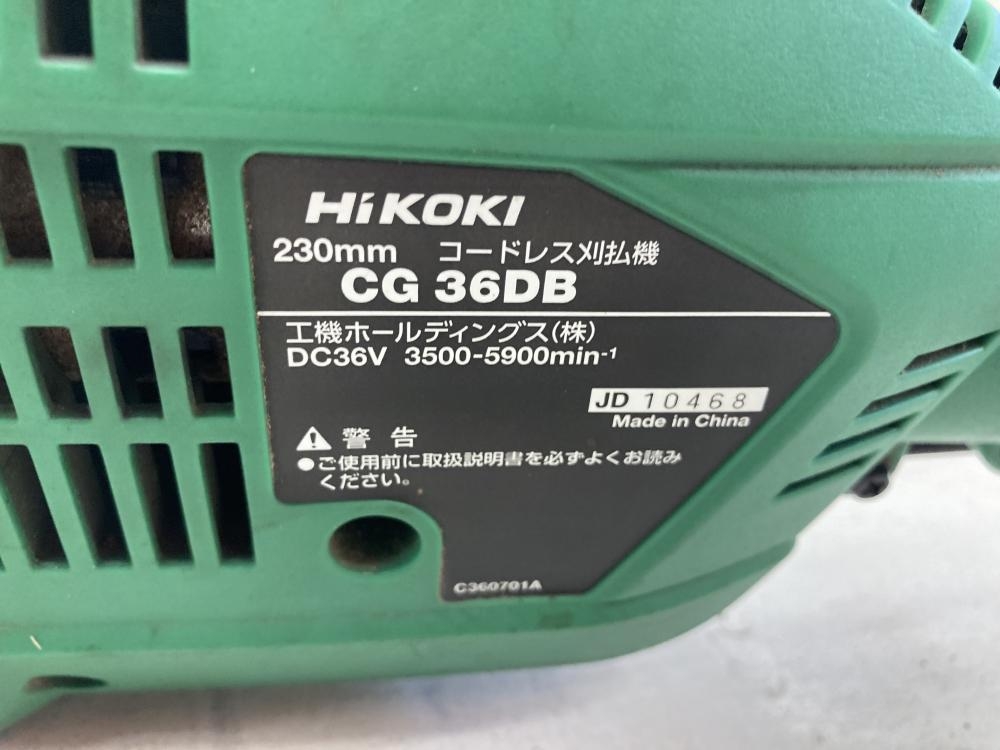 HiKOKI
230mm コードレス刈払機
CG 36DB
工機ホールディングス(株)
DC36V 3500-5900min-1
JD 10468
Made in China
警告
●ご使用前に取扱説明書を必ずよくお読み
ください。
C360701A